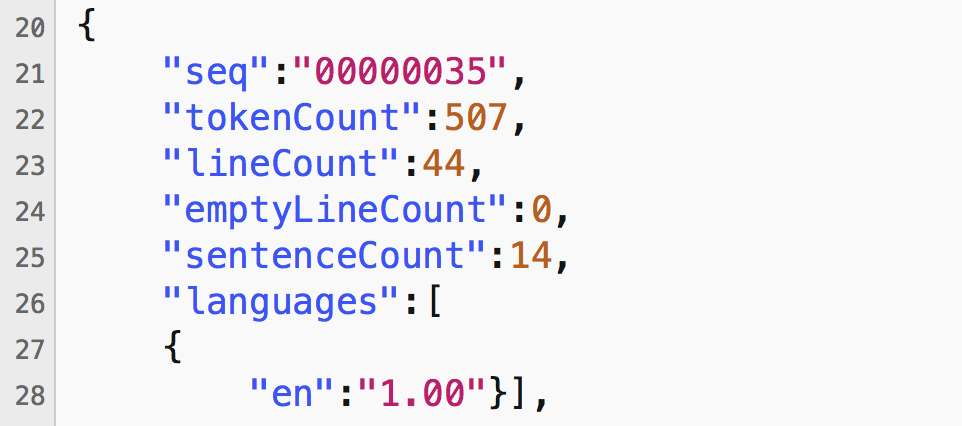 20 {
21 "seq":"00000035",
22 "tokenCount":507,
23 "lineCount":44,
24 "emptyLineCount":0,
25 "sentenceCount":14,
26 "languages":[
27 {
28 "en":"1.00"}],